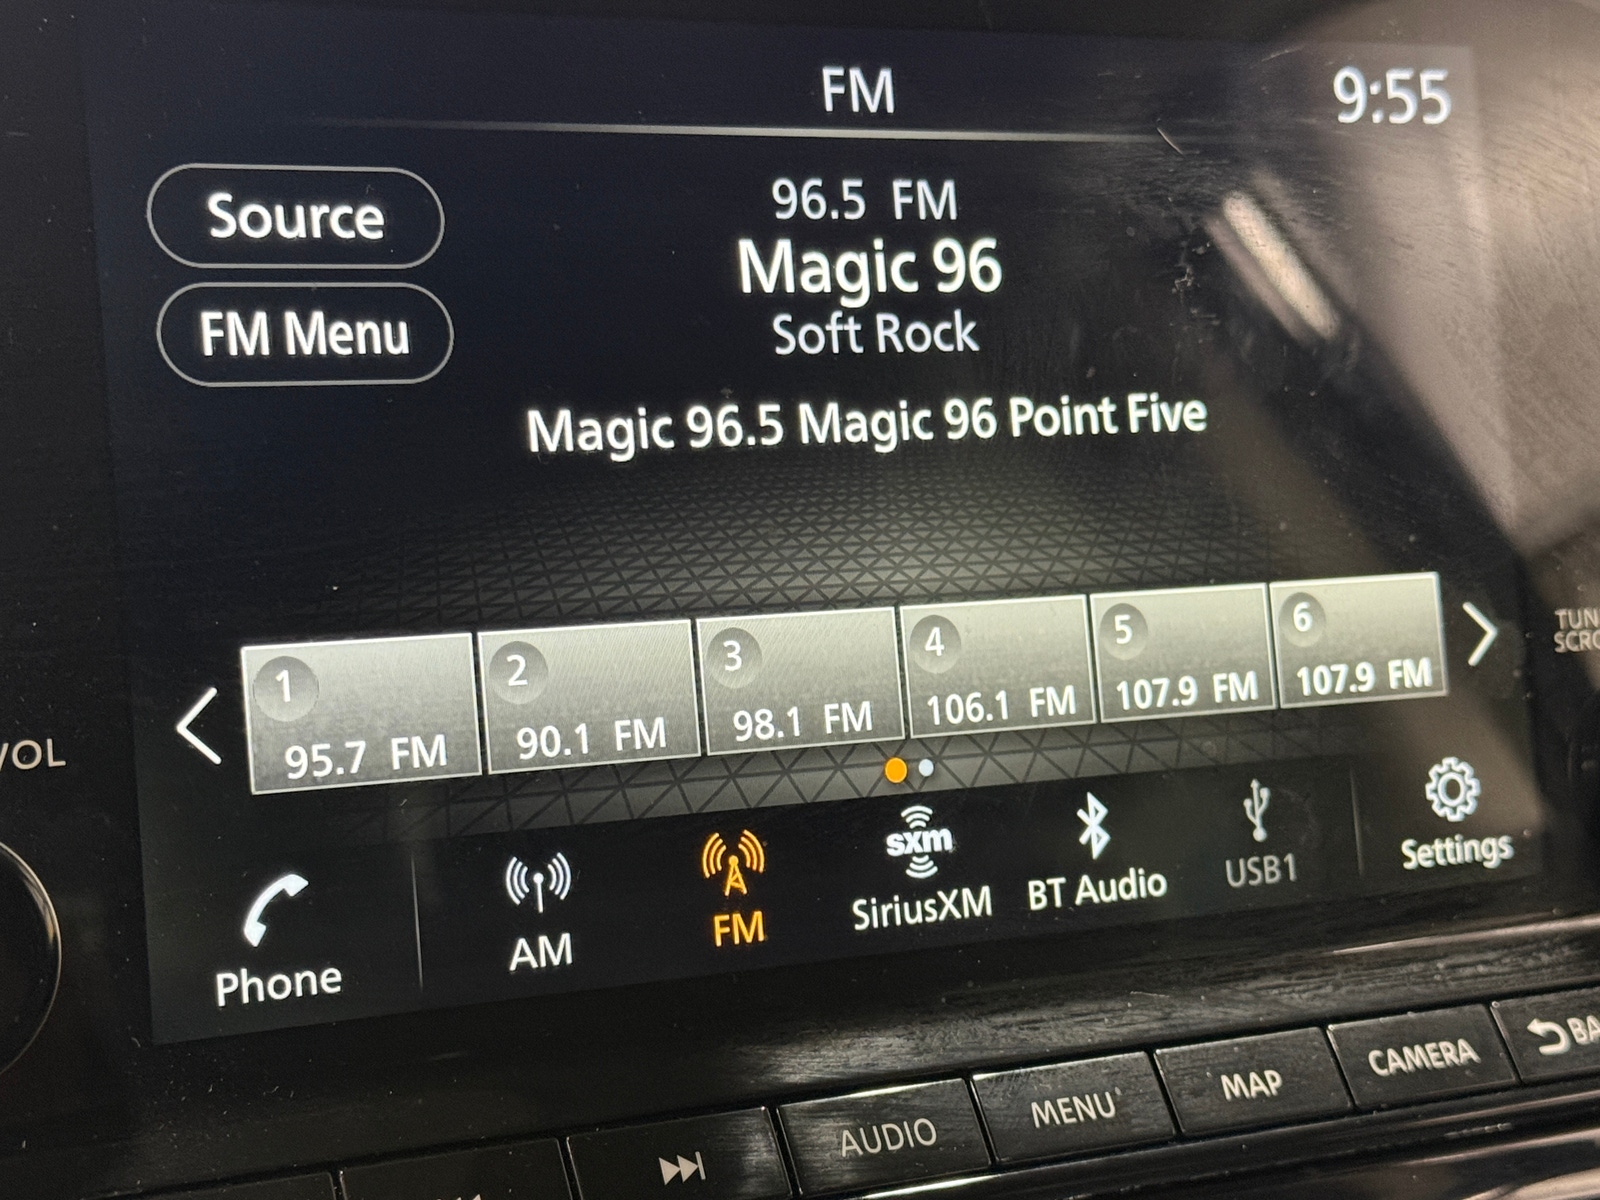 FM
9:55
Source
96.5 FM
Magic 96
FM Menu
Soft Rock
Magic 96.5 Magic 96 Point Five
1
95.7 FM
2
90.1 FM
3
98.1 FM
4
106.1 FM
5
107.9 FM
6
107.9 FM
VOL
TUN
SCRO
Phone
AM
FM
sxm
SiriusXM
BT Audio
USB1
Settings
AUDIO
MENU
MAP
CAMERA
BA